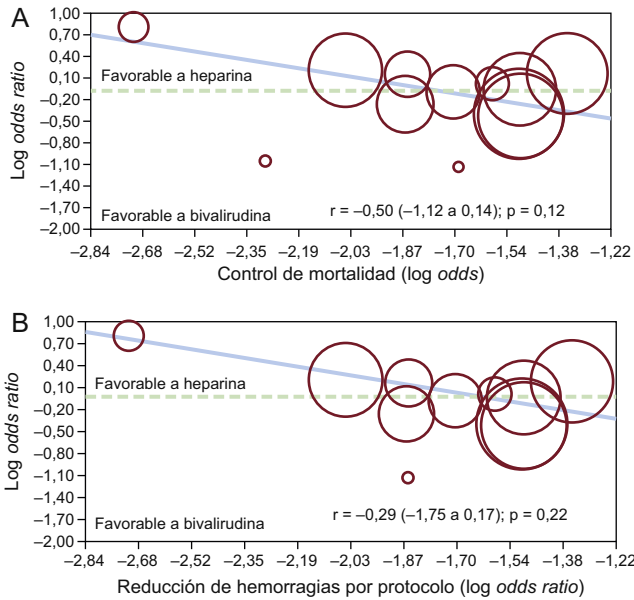 A
1,00
0,70
0,40
0,10
–0,20
–0,50
–0,80
–1,10
–1,40
–1,70
–2,00
Log odds ratio
Favorable a heparina
Favorable a bivalirudina
r = –0,50 (–1,12 a 0,14); p = 0,12
–2,84 –2,68 –2,52 –2,35 –2,19 –2,03 –1,87 –1,70 –1,54 –1,38 –1,22
Control de mortalidad (log odds)
B
1,00
0,70
0,40
0,10
–0,20
–0,50
–0,80
–1,10
–1,40
–1,70
–2,00
Log odds ratio
Favorable a heparina
Favorable a bivalirudina
r = –0,29 (–1,75 a 0,17); p = 0,22
–2,84 –2,68 –2,52 –2,35 –2,19 –2,03 –1,87 –1,70 –1,54 –1,38 –1,22
Reducción de hemorragias por protocolo (log odds ratio)